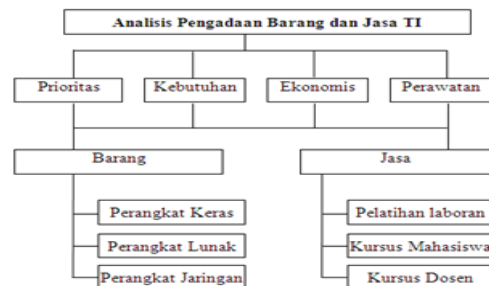 Analisis Pengadaan Barang dan Jasa TI
Prioritas
Kebutuhan
Ekonomis
Perawatan
Barang
Jasa
Perangkat Keras
Perangkat Lunak
Perangkat Jaringan
Pelatihan laboran
Kursus Mahasiswa
Kursus Dosen